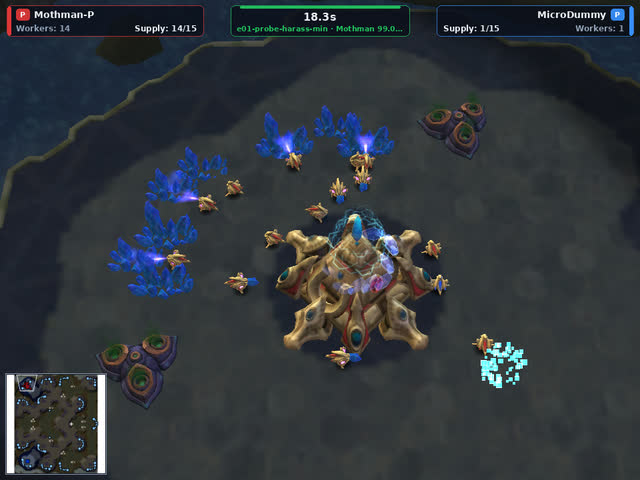 P Mothman-P
Workers: 14 Supply: 14/15
18.3s
e01-probe-harass-min · Mothman 99.0...
MicroDummy P
Supply: 1/15 Workers: 1